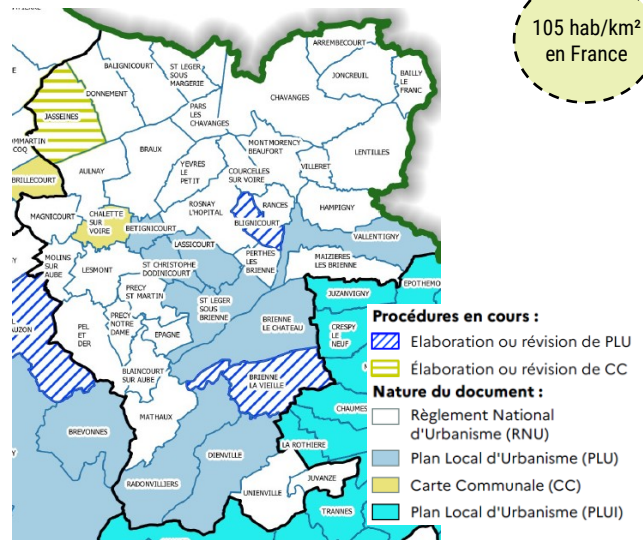 105 hab/km²
en France
ARREMBECOURT
BALIGNICOURT
ST LEGER
SOUS
MARGERIE
JONCREUIL
BAILLY
LE
FRANC
DONNEMENT
CHAVANGES
JASSEINES
PARS
LES
CHAVANGES
MONTMORENCY
BEAUFORT
LENTILLES
COQ
BRAUX
VILLERET
YEVRES
LE
PETIT
COURCELLES
SUR VOIRE
AULNAY
BRILLECOURT
ROSNAY
L'HOPITAL
RANCES
HAMPIGNY
MAGNICOURT
CHALETTE
SUR
VOIRE
BETIGNICOURT
BLIGNICOURT
VALLENTIGNY
LASSICOURT
MOLINS
SUR
AUBE
LESMONT
ST CHRISTOPHE
DODINICOURT
PERTHES
LES
BRIENNE
MAIZIERES
LES BRIENNE
PRECY
ST MARTIN
JUZANVIGNY
EPOTHEMO
ST LEGER
SOUS
BRIENNE
PRECY
NOTRE
DAME
EPAGNE
BRIENNE
LE CHATEAU
CRESPY
LE
NEUF
UZON
PEL
ET
DER
BLAINCOURT
SUR AUBE
BRIENNE
LA VIEILLE
MATHAUX
CHAUMES
BREVONNES
DIENVILLE
LA ROTHIERE
RADONVILLIERS
UNIENVILLE
JUVANZE
TRANNES
Procédures en cours :
Elaboration ou révision de PLU
Élaboration ou révision de CC
Nature du document :
Règlement National
d'Urbanisme (RNU)
Plan Local d'Urbanisme (PLU)
Carte Communale (CC)
Plan Local d'Urbanisme (PLUI)